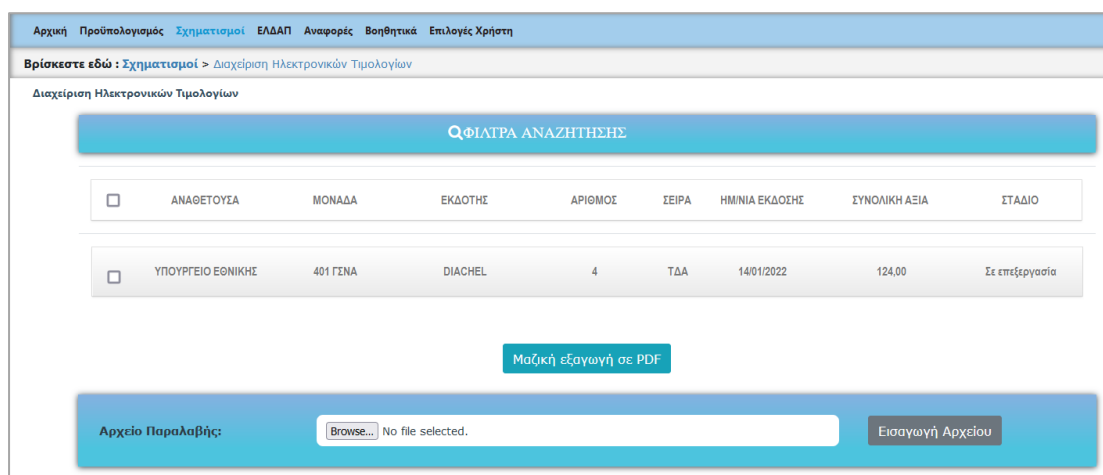 Αρχική Προϋπολογισμός Σχηματισμοί ΕΛΔΑΠ Αναφορές Βοηθητικά Επιλογές Χρήστη
Βρίσκεστε εδώ : Σχηματισμοί > Διαχείριση Ηλεκτρονικών Τιμολογίων
Διαχείριση Ηλεκτρονικών Τιμολογίων
ΦΙΛΤΡΑ ΑΝΑΖΗΤΗΣΗΣ
ΑΝΑΘΕΤΟΥΣΑ ΜΟΝΑΔΑ ΕΚΔΟΤΗΣ ΑΡΙΘΜΟΣ ΣΕΙΡΑ ΗΜ/ΝΙΑ ΕΚΔΟΣΗΣ ΣΥΝΟΛΙΚΗ ΑΞΙΑ ΣΤΑΔΙΟ
ΥΠΟΥΡΓΕΙΟ ΕΘΝΙΚΗΣ 401 ΓΣΝΑ DIACHEL 4 ΤΔΑ 14/01/2022 124,00 Σε επεξεργασία
Μαζική εξαγωγή σε PDF
Αρχείο Παραλαβής: Browse... No file selected. Εισαγωγή Αρχείου